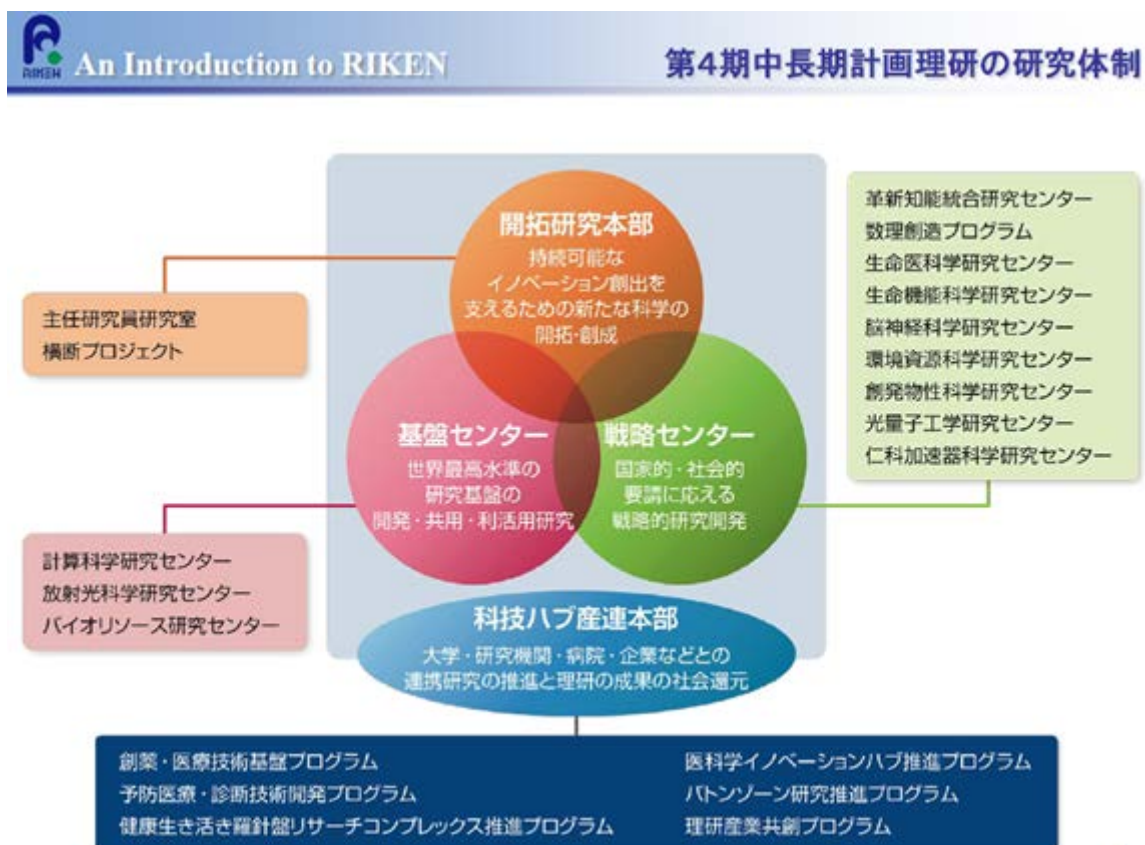 RIKEN
An Introduction to RIKEN
第4期中長期計画理研の研究体制
開拓研究本部
持続可能な
イノベーション創出を
支えるための新たな科学の
開拓・創成
主任研究員研究室
横断プロジェクト
革新知能統合研究センター
数理創造プログラム
生命医科学研究センター
生命機能科学研究センター
脳神経科学研究センター
環境資源科学研究センター
創発物性科学研究センター
光量子工学研究センター
仁科加速器科学研究センター
基盤センター
世界最高水準の
研究基盤の
開発・共用・利活用研究
戦略センター
国家的・社会的
要請に応える
戦略的研究開発
計算科学研究センター
放射光科学研究センター
バイオリソース研究センター
科技ハブ産連本部
大学・研究機関・病院・企業などとの
連携研究の推進と理研の成果の社会還元
創薬・医療技術基盤プログラム
予防医療・診断技術開発プログラム
健康生き活き羅針盤リサーチコンプレックス推進プログラム
医科学イノベーションハブ推進プログラム
バトンゾーン研究推進プログラム
理研産業共創プログラム